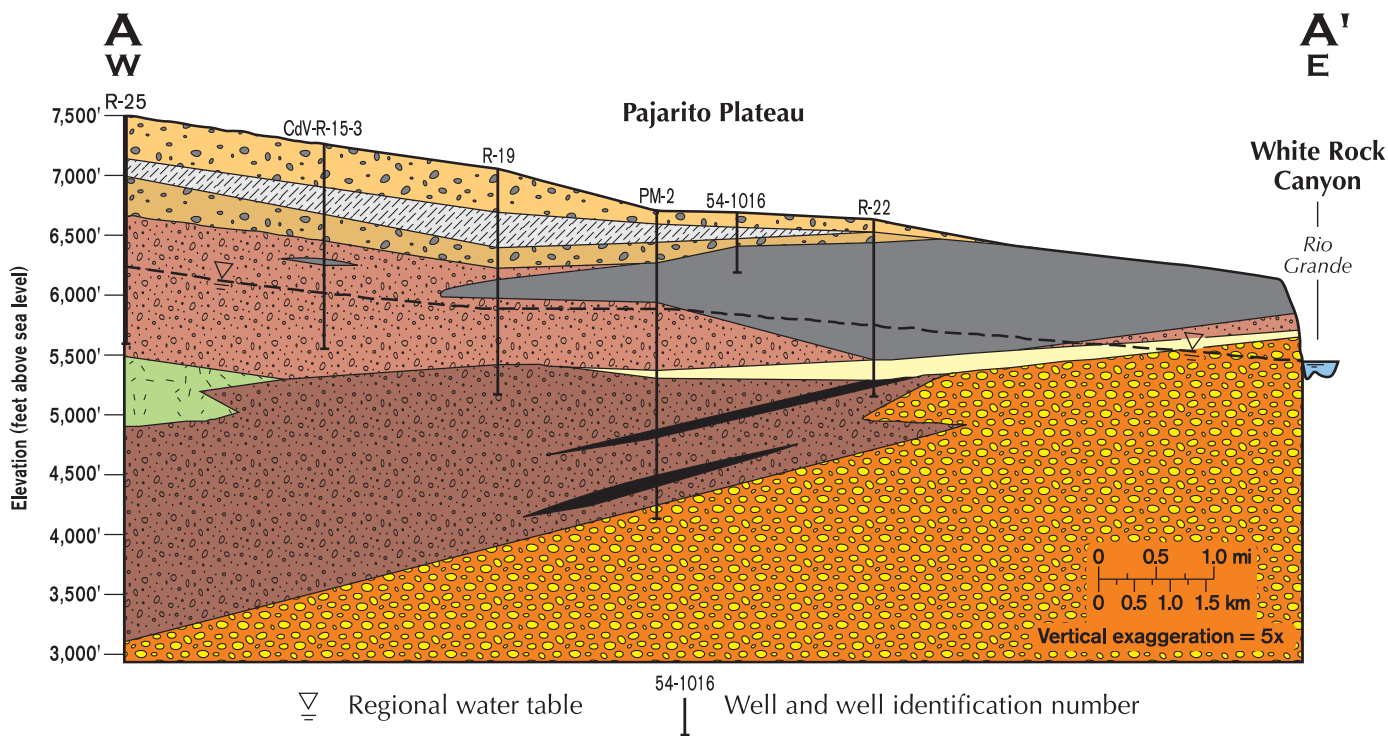 A
W
A'
E
R-25
CdV-R-15-3
R-19
PM-2
54-1016
R-22
Pajarito Plateau
White Rock
Canyon
Rio
Grande
Elevation (feet above sea level)
7,500'
7,000'
6,500'
6,000'
5,500'
5,000'
4,500'
4,000'
3,500'
3,000'
0 0.5 1.0 mi
0 0.5 1.0 1.5 km
Vertical exaggeration = 5x
Regional water table
54-1016
Well and well identification number